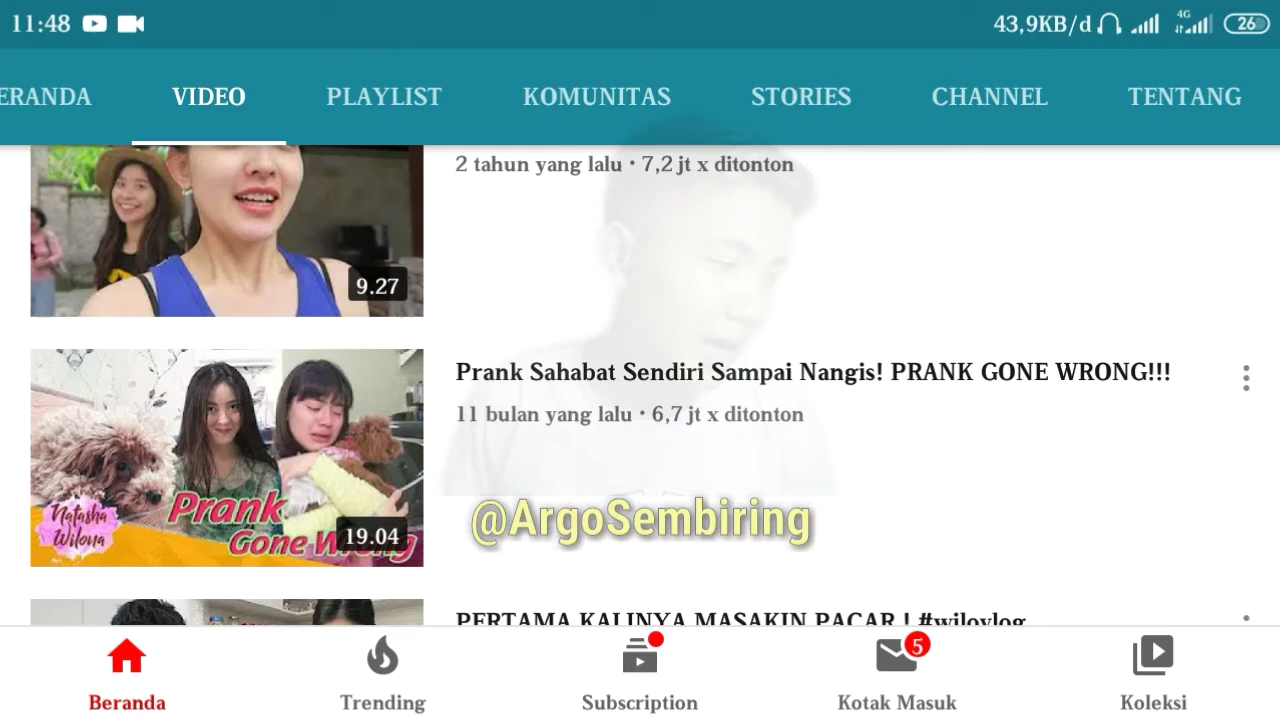 11:48
43,9KB/d
4G
26
ERANDA
VIDEO
PLAYLIST
KOMUNITAS
STORIES
CHANNEL
TENTANG
2 tahun yang lalu • 7,2 jt x ditonton
9.27
Prank Sahabat Sendiri Sampai Nangis! PRANK GONE WRONG!!!
11 bulan yang lalu • 6,7 jt x ditonton
Natasha
Wilona
Prank
Gone Wrong
19.04
@ArgoSembiring
PERTAMA KALINYA MASAKIN PACAR ! #wilovlog
5
Beranda
Trending
Subscription
Kotak Masuk
Koleksi